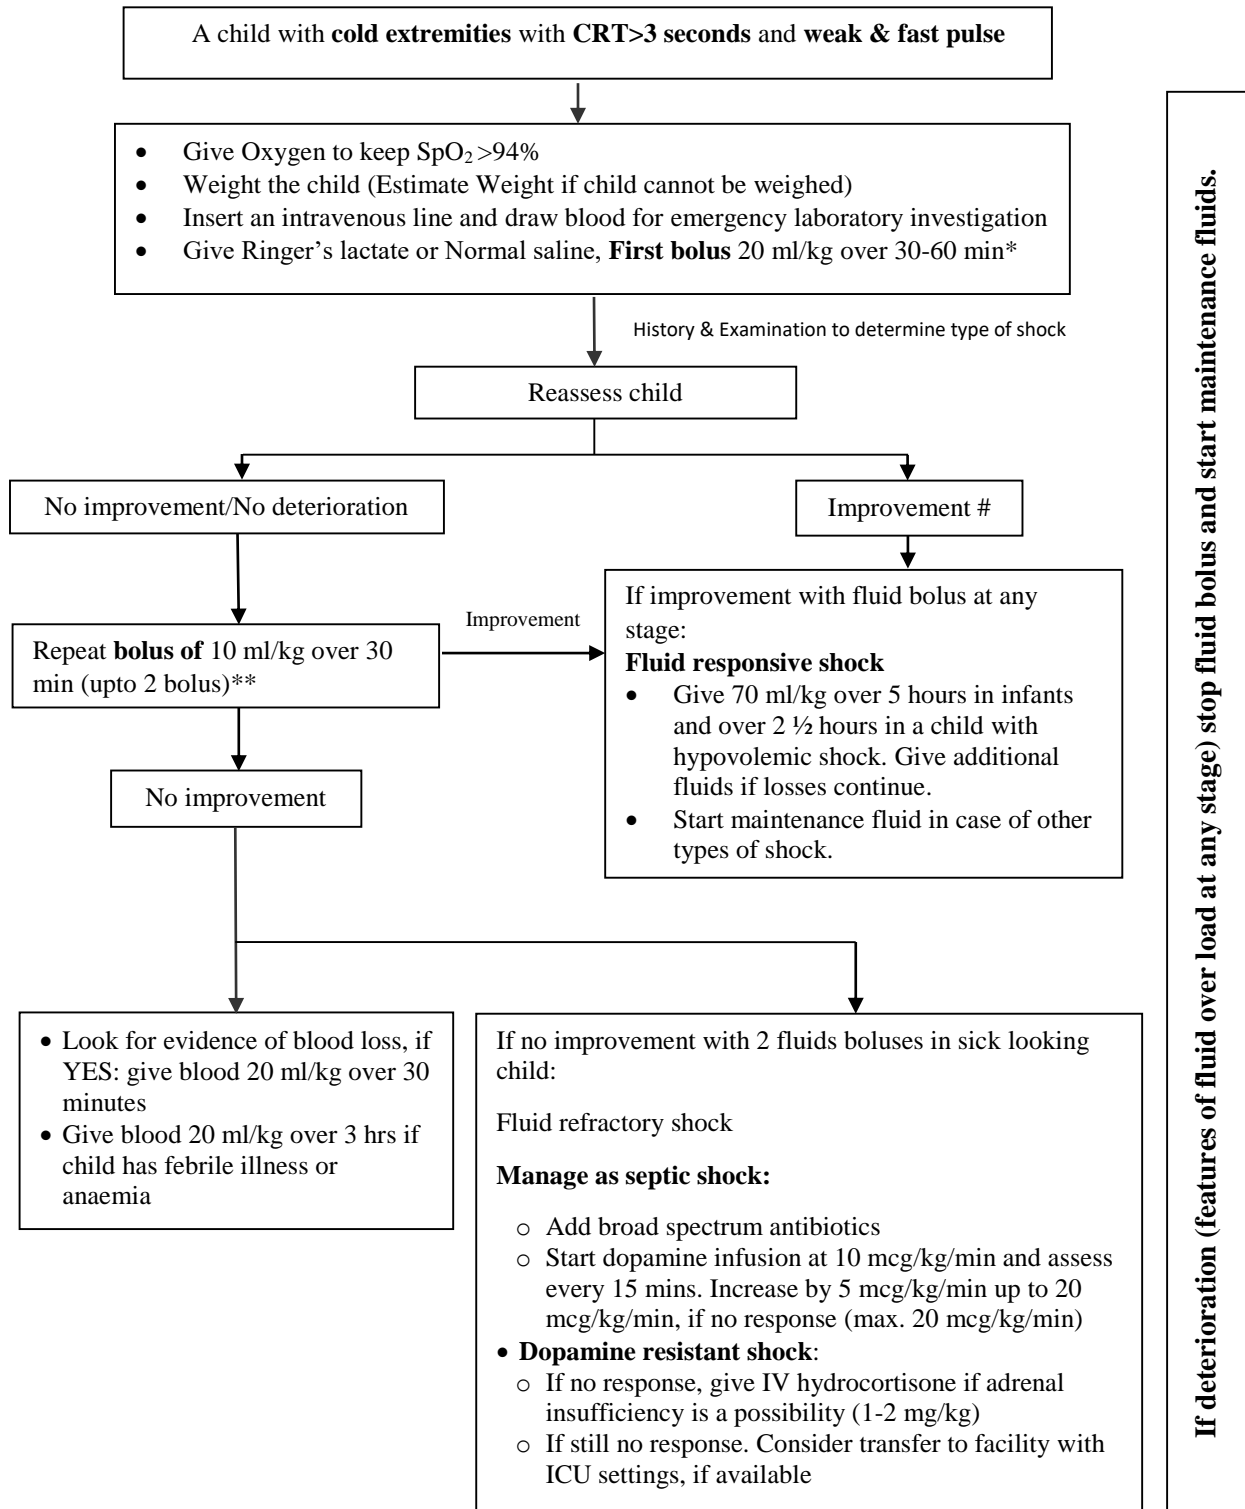 A child with cold extremities with CRT>3 seconds and weak & fast pulse
• Give Oxygen to keep SpO₂ >94%
• Weight the child (Estimate Weight if child cannot be weighed)
• Insert an intravenous line and draw blood for emergency laboratory investigation
• Give Ringer’s lactate or Normal saline, First bolus 20 ml/kg over 30-60 min*
History & Examination to determine type of shock
Reassess child
No improvement/No deterioration
Improvement #
Repeat bolus of 10 ml/kg over 30
min (upto 2 bolus)**
Improvement
If improvement with fluid bolus at any
stage:
Fluid responsive shock
• Give 70 ml/kg over 5 hours in infants
and over 2 ½ hours in a child with
hypovolemic shock. Give additional
fluids if losses continue.
• Start maintenance fluid in case of other
types of shock.
No improvement
• Look for evidence of blood loss, if
YES: give blood 20 ml/kg over 30
minutes
• Give blood 20 ml/kg over 3 hrs if
child has febrile illness or
anaemia
If no improvement with 2 fluids boluses in sick looking
child:
Fluid refractory shock
Manage as septic shock:
o Add broad spectrum antibiotics
o Start dopamine infusion at 10 mcg/kg/min and assess
every 15 mins. Increase by 5 mcg/kg/min up to 20
mcg/kg/min, if no response (max. 20 mcg/kg/min)
• Dopamine resistant shock:
o If no response, give IV hydrocortisone if adrenal
insufficiency is a possibility (1-2 mg/kg)
o If still no response. Consider transfer to facility with
ICU settings, if available
If deterioration (features of fluid over load at any stage) stop fluid bolus and start maintenance fluids.